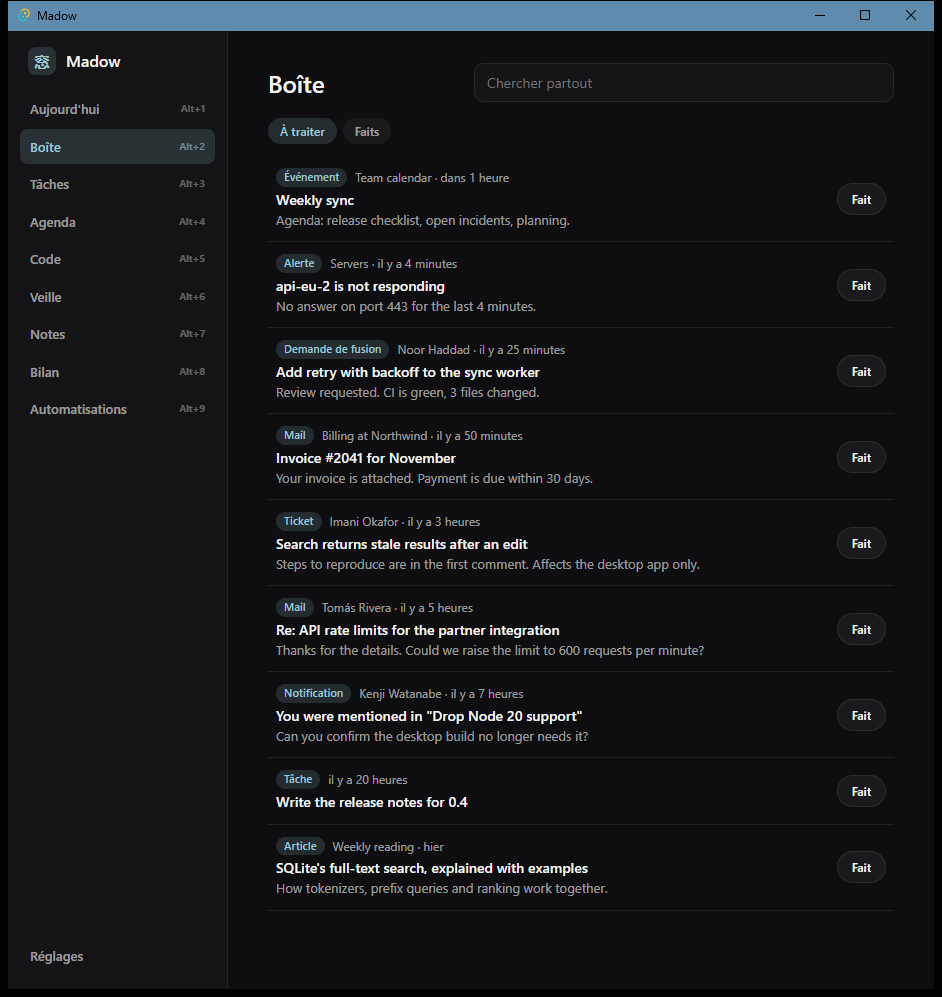 Madow
窓
Madow
Aujourd'hui Alt+1
Boîte Alt+2
Tâches Alt+3
Agenda Alt+4
Code Alt+5
Veille Alt+6
Notes Alt+7
Bilan Alt+8
Automatisations Alt+9
Réglages
Boîte
Chercher partout
À traiter Faits
Événement Team calendar · dans 1 heure
Weekly sync
Agenda: release checklist, open incidents, planning.
Fait
Alerte Servers · il y a 4 minutes
api-eu-2 is not responding
No answer on port 443 for the last 4 minutes.
Fait
Demande de fusion Noor Haddad · il y a 25 minutes
Add retry with backoff to the sync worker
Review requested. CI is green, 3 files changed.
Fait
Mail Billing at Northwind · il y a 50 minutes
Invoice #2041 for November
Your invoice is attached. Payment is due within 30 days.
Fait
Ticket Imani Okafor · il y a 3 heures
Search returns stale results after an edit
Steps to reproduce are in the first comment. Affects the desktop app only.
Fait
Mail Tomás Rivera · il y a 5 heures
Re: API rate limits for the partner integration
Thanks for the details. Could we raise the limit to 600 requests per minute?
Fait
Notification Kenji Watanabe · il y a 7 heures
You were mentioned in "Drop Node 20 support"
Can you confirm the desktop build no longer needs it?
Fait
Tâche il y a 20 heures
Write the release notes for 0.4
Fait
Article Weekly reading · hier
SQLite's full-text search, explained with examples
How tokenizers, prefix queries and ranking work together.
Fait